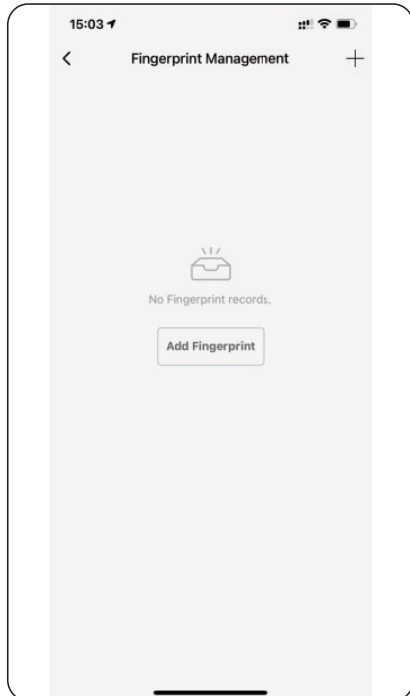 15:03
Fingerprint Management
No Fingerprint records.
Add Fingerprint